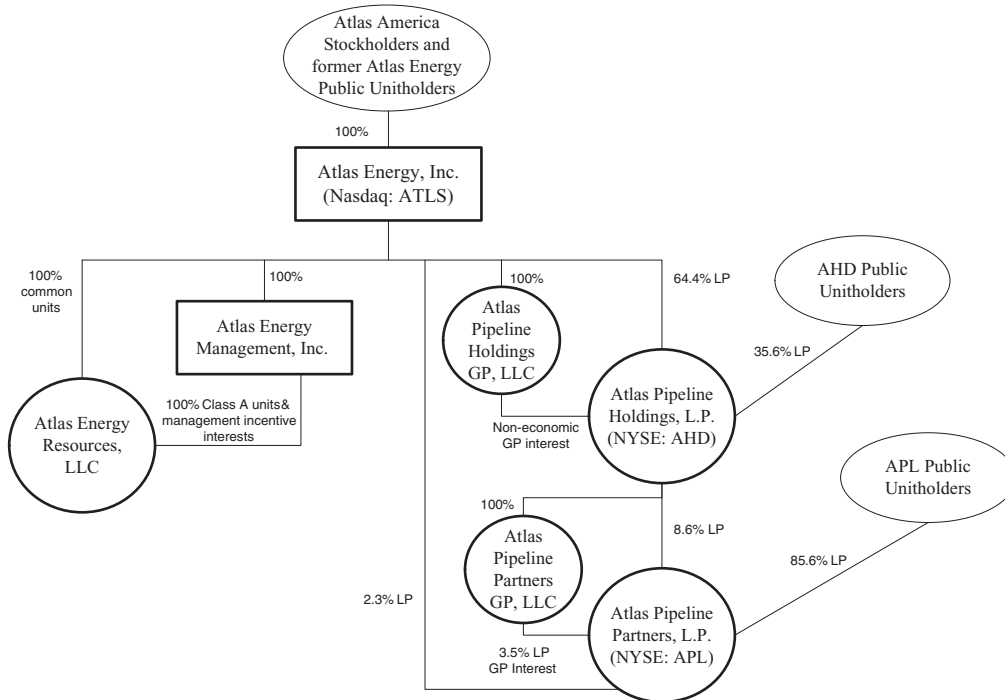 Atlas America
Stockholders and
former Atlas Energy
Public Unitholders
100%
Atlas Energy, Inc.
(Nasdaq: ATLS)
100%
common
units
100%
100%
64.4% LP
AHD Public
Unitholders
Atlas Energy
Management, Inc.
Atlas
Pipeline
Holdings
GP, LLC
35.6% LP
Atlas Energy
Resources,
LLC
100% Class A units &
management incentive
interests
Non-economic
GP interest
Atlas Pipeline
Holdings, L.P.
(NYSE: AHD)
APL Public
Unitholders
100%
8.6% LP
85.6% LP
Atlas
Pipeline
Partners
GP, LLC
2.3% LP
Atlas Pipeline
Partners, L.P.
(NYSE: APL)
3.5% LP
GP Interest